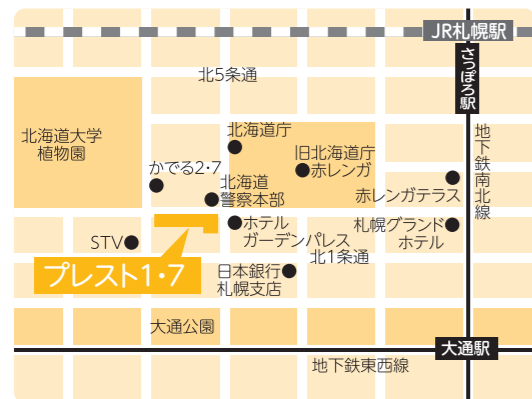 JR札幌駅
さっぽろ駅
北5条通
北海道大学
植物園
北海道庁
旧北海道庁
赤レンガ
地下鉄南北線
かでる2・7
北海道
警察本部
赤レンガテラス
ホテル
ガーデンパレス
札幌グランド
ホテル
STV
北1条通
プレスト1・7
日本銀行
札幌支店
大通公園
大通駅
地下鉄東西線